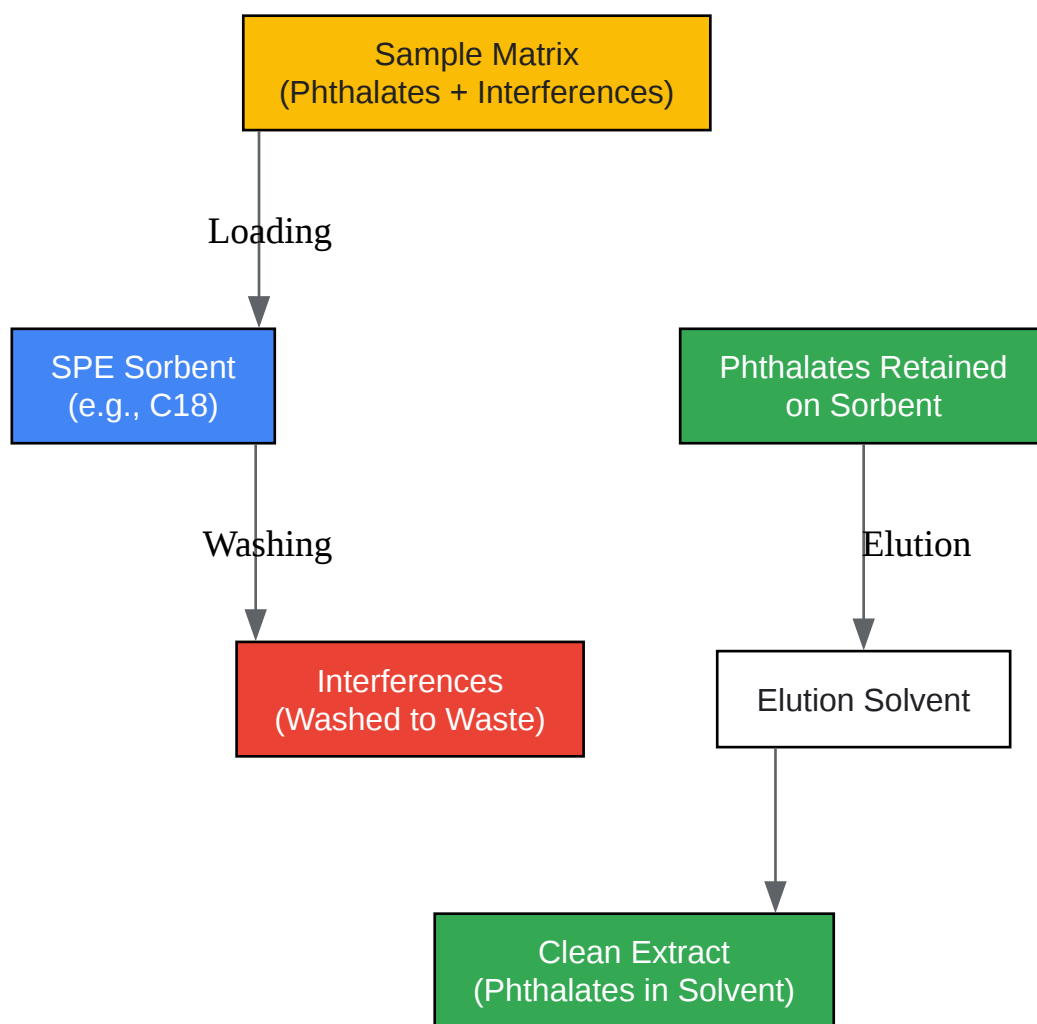 Sample Matrix
(Phthalates + Interferences)
Loading
SPE Sorbent
(e.g., C18)
Phthalates Retained
on Sorbent
Washing
Elution
Interferences
(Washed to Waste)
Elution Solvent
Clean Extract
(Phthalates in Solvent)